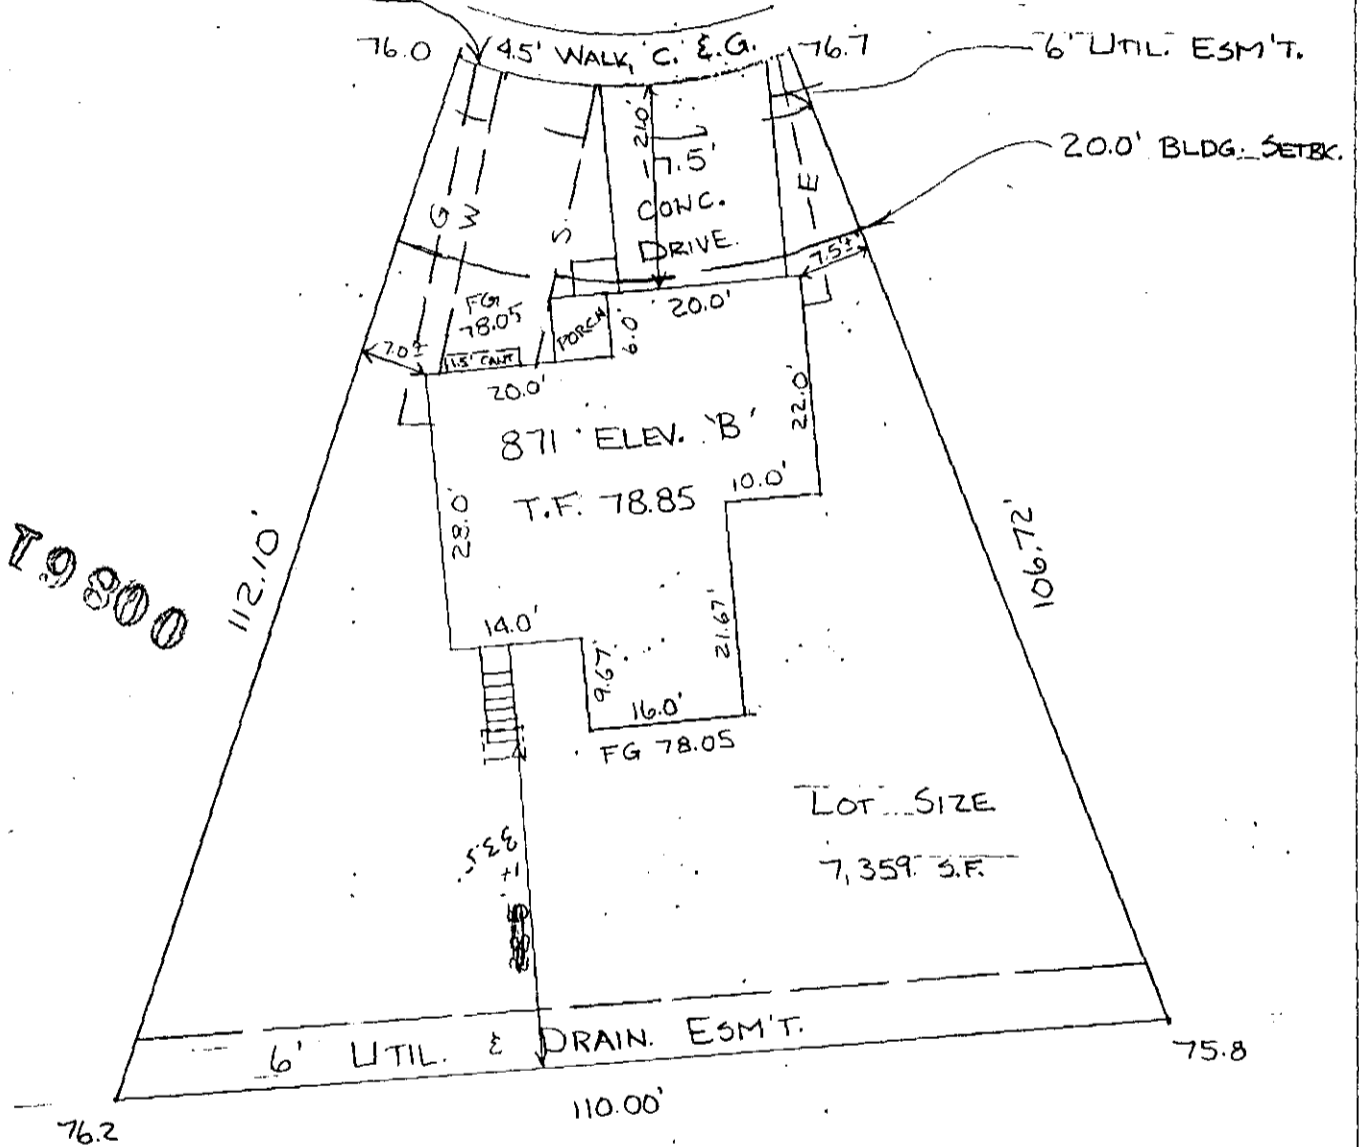 76.0
4.5' WALK, C. & G.
76.7
6' UTIL. ESM'T.
20.0' BLDG. SETBK.
21.0'
17.5'
CONC.
DRIVE
G
W
S
E
7.5'±
FG
78.05
PORCH
6.0'
20.0'
7.0'±
1.5' CANT
20.0'
22.0'
871 ELEV. 'B'
T.F. 78.85
10.0'
28.0'
112.10'
106.72'
14.0'
9.67'
21.67'
16.0'
FG 78.05
LOT SIZE
7,359. S.F.
33.5'
±
6' UTIL. & DRAIN. ESM'T.
75.8
110.00'
76.2